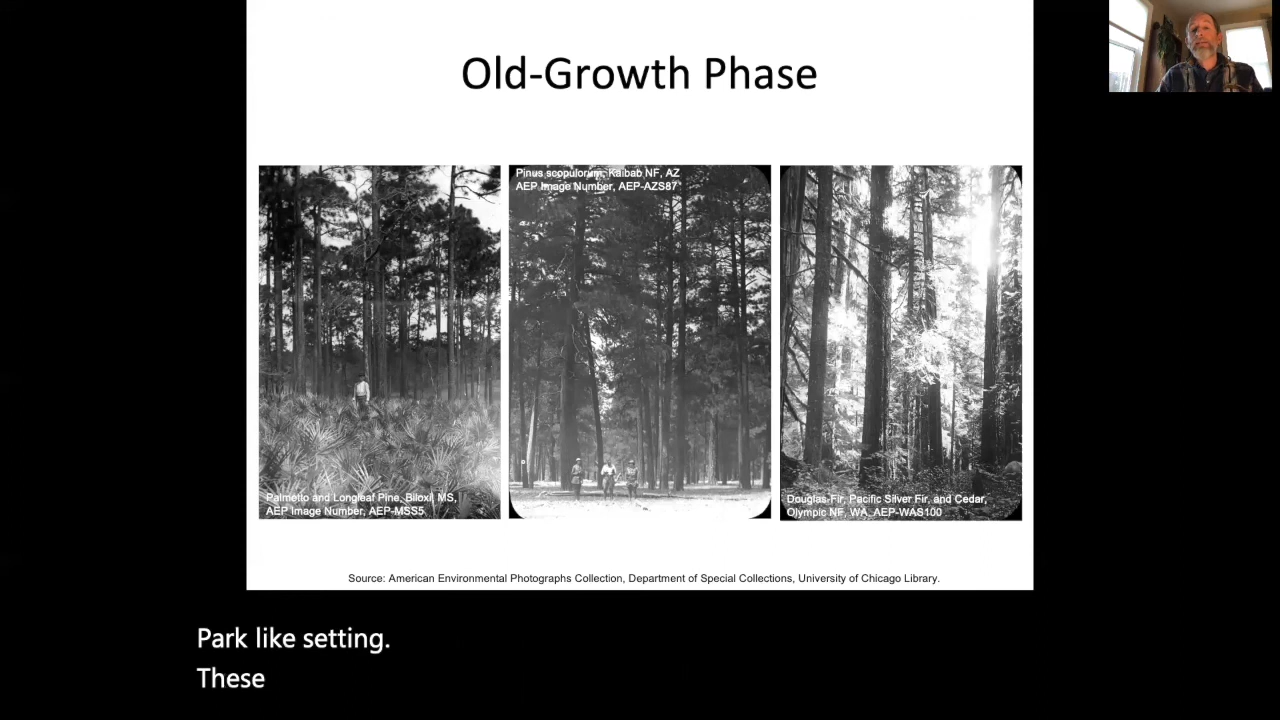 Old-Growth Phase
Pinus scopulorum, Kaibab NF, AZ
AEP Image Number, AEP-AZS87
Palmetto and Longleaf Pine, Biloxi, MS,
AEP Image Number, AEP-MSS5
Douglas-Fir, Pacific Silver Fir, and Cedar,
Olympic NF, WA, AEP-WAS100
Source: American Environmental Photographs Collection, Department of Special Collections, University of Chicago Library.
Park like setting.
These